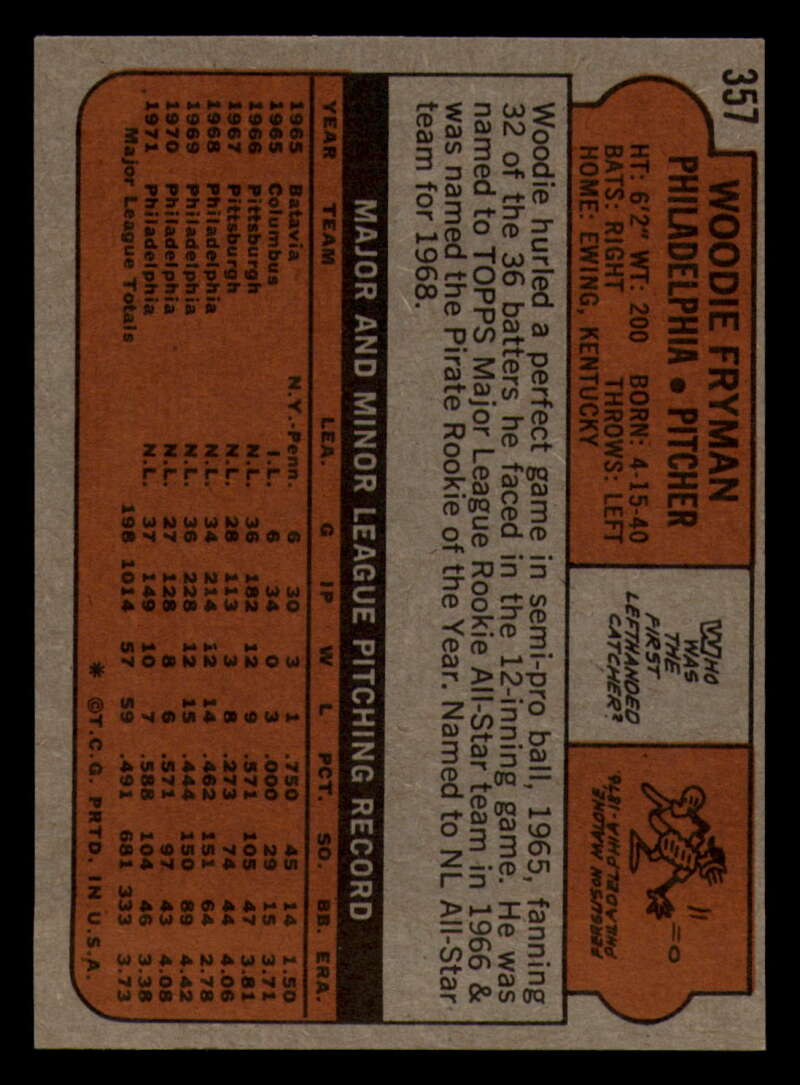 357
WOODIE FRYMAN
PHILADELPHIA • PITCHER
HT: 6'2" WT: 200 BORN: 4-15-40
BATS: RIGHT THROWS: LEFT
HOME: EWING, KENTUCKY
WHO
WAS
THE
FIRST
LEFTHANDED
CATCHER?
FERGUSON MALONE,
PHILADELPHIA-1876.
Woodie hurled a perfect game in semi-pro ball, 1965, fanning
32 of the 36 batters he faced in the 12-inning game. He was
named to TOPPS Major League Rookie All-Star team in 1966 &
was named the Pirate Rookie of the Year. Named to NL All-Star
team for 1968.
MAJOR AND MINOR LEAGUE PITCHING RECORD
YEAR TEAM LEA. G IP W L PCT. SO. BB. ERA.
1965 Batavia N.Y.-Penn. 6 30 3 1 .750 45 14 1.50
1965 Columbus I.L. 6 34 0 3 .000 29 15 3.71
1966 Pittsburgh N.L. 36 182 12 9 .571 105 47 3.81
1967 Pittsburgh N.L. 28 113 3 8 .273 74 44 4.06
1968 Philadelphia N.L. 34 214 12 14 .462 151 64 2.78
1969 Philadelphia N.L. 36 228 12 15 .444 150 89 4.42
1970 Philadelphia N.L. 27 128 8 6 .571 97 43 4.08
1971 Philadelphia N.L. 37 149 10 7 .588 104 46 3.38
Major League Totals 198 1014 57 59 .491 681 333 3.73
* ©T.C.G. PRTD. IN U.S.A.